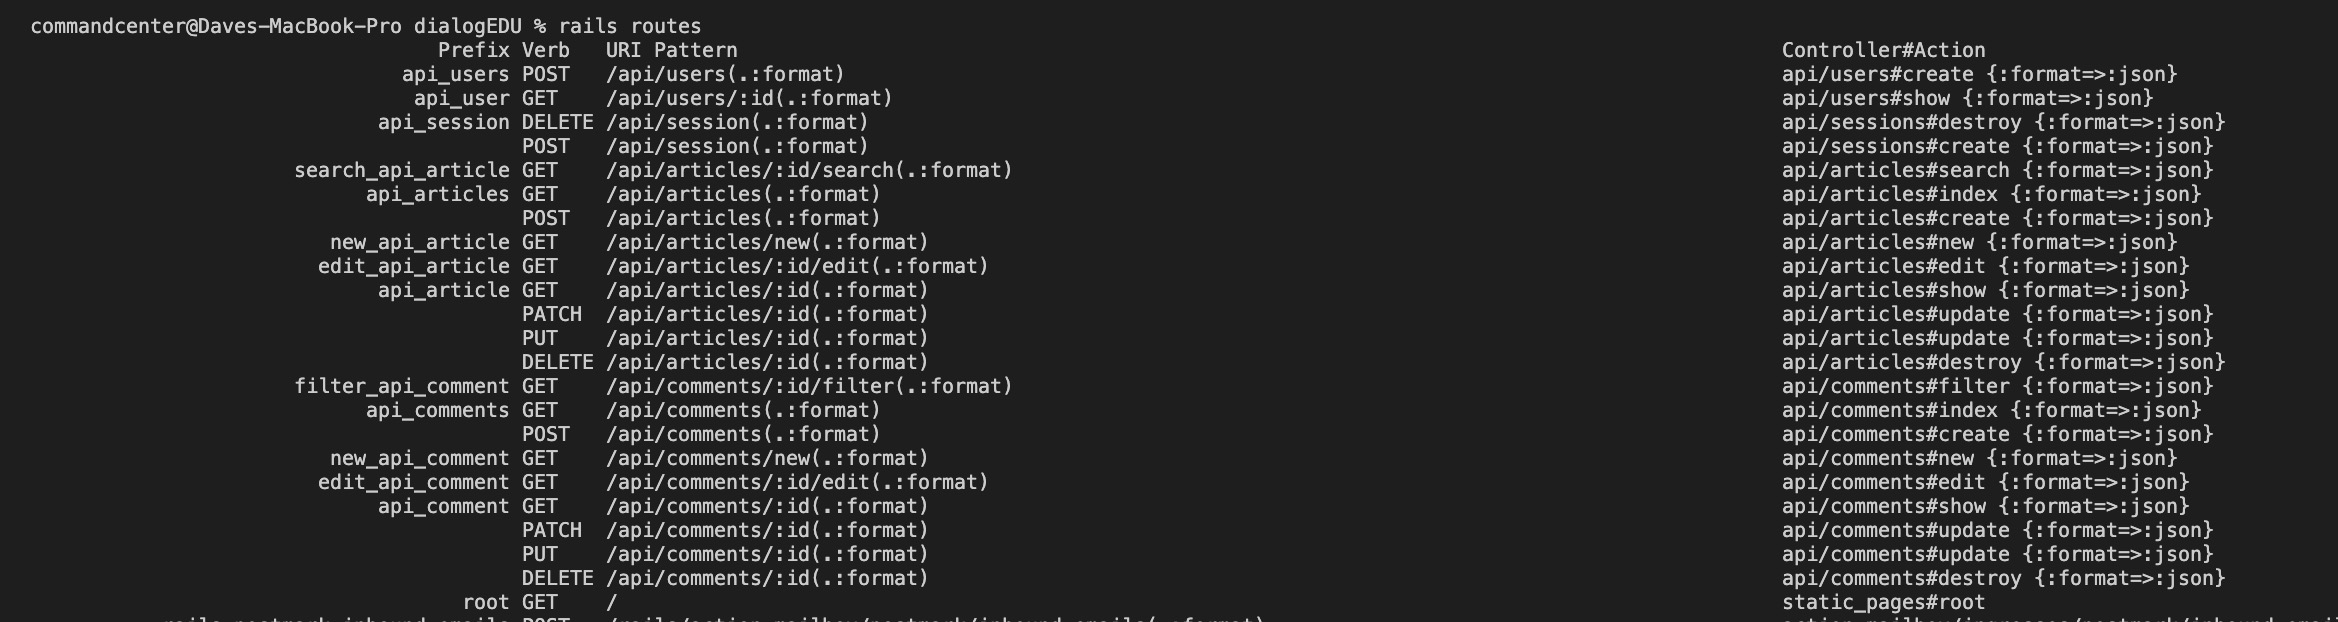 commandcenter@Daves-MacBook-Pro dialogEDU % rails routes
Prefix Verb URI Pattern Controller#Action
api_users POST /api/users(.:format) api/users#create {:format=>:json}
api_user GET /api/users/:id(.:format) api/users#show {:format=>:json}
api_session DELETE /api/session(.:format) api/sessions#destroy {:format=>:json}
POST /api/session(.:format) api/sessions#create {:format=>:json}
search_api_article GET /api/articles/:id/search(.:format) api/articles#search {:format=>:json}
api_articles GET /api/articles(.:format) api/articles#index {:format=>:json}
POST /api/articles(.:format) api/articles#create {:format=>:json}
new_api_article GET /api/articles/new(.:format) api/articles#new {:format=>:json}
edit_api_article GET /api/articles/:id/edit(.:format) api/articles#edit {:format=>:json}
api_article GET /api/articles/:id(.:format) api/articles#show {:format=>:json}
PATCH /api/articles/:id(.:format) api/articles#update {:format=>:json}
PUT /api/articles/:id(.:format) api/articles#update {:format=>:json}
DELETE /api/articles/:id(.:format) api/articles#destroy {:format=>:json}
filter_api_comment GET /api/comments/:id/filter(.:format) api/comments#filter {:format=>:json}
api_comments GET /api/comments(.:format) api/comments#index {:format=>:json}
POST /api/comments(.:format) api/comments#create {:format=>:json}
new_api_comment GET /api/comments/new(.:format) api/comments#new {:format=>:json}
edit_api_comment GET /api/comments/:id/edit(.:format) api/comments#edit {:format=>:json}
api_comment GET /api/comments/:id(.:format) api/comments#show {:format=>:json}
PATCH /api/comments/:id(.:format) api/comments#update {:format=>:json}
PUT /api/comments/:id(.:format) api/comments#update {:format=>:json}
DELETE /api/comments/:id(.:format) api/comments#destroy {:format=>:json}
root GET / static_pages#root